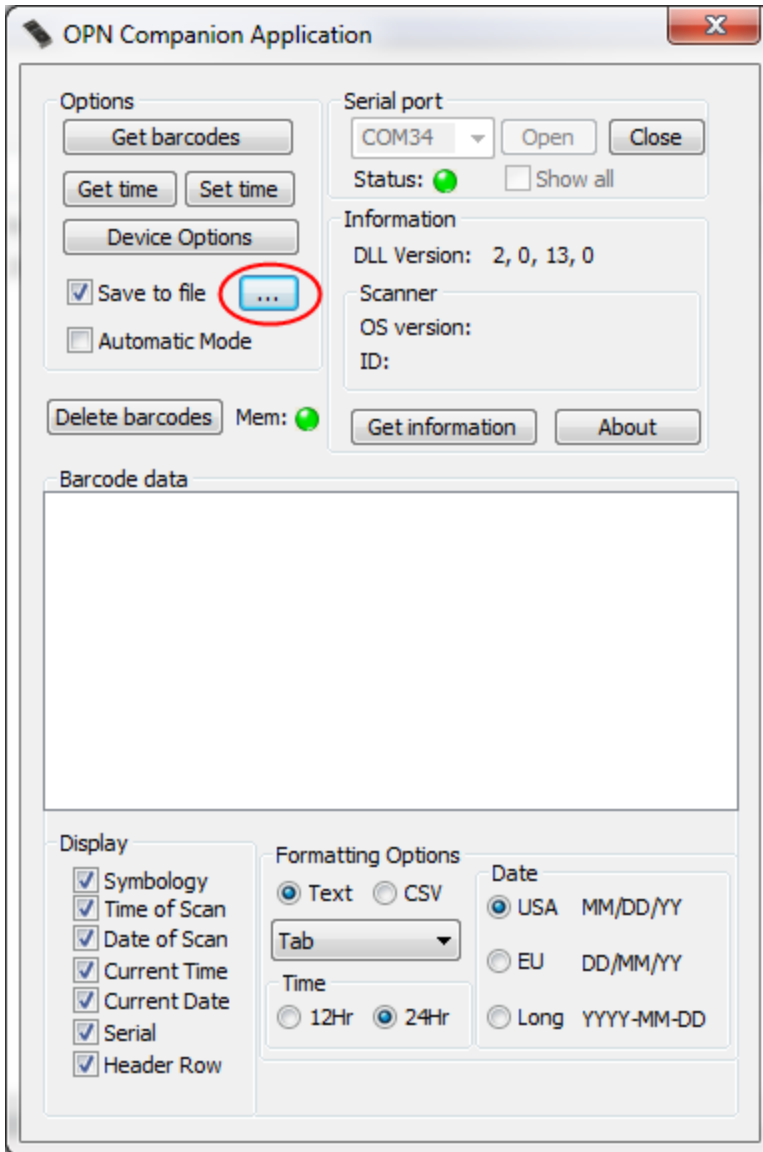 OPN Companion Application
Options
Get barcodes
Get time Set time
Device Options
Save to file ...
Automatic Mode
Delete barcodes Mem:
Serial port
COM34 Open Close
Status: Show all
Information
DLL Version: 2, 0, 13, 0
Scanner
OS version:
ID:
Get information About
Barcode data
Display
Symbology
Time of Scan
Date of Scan
Current Time
Current Date
Serial
Header Row
Formatting Options
Text CSV
Tab
Time
12Hr 24Hr
Date
USA MM/DD/YY
EU DD/MM/YY
Long YYYY-MM-DD